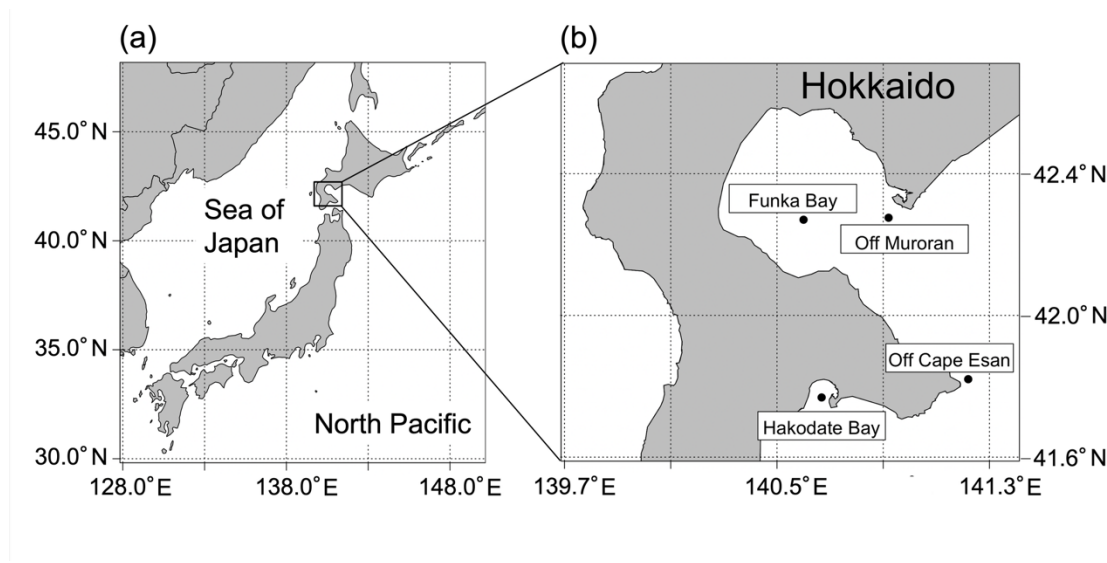 (a)
(b)
45.0° N
40.0° N
35.0° N
30.0° N
128.0° E
138.0° E
148.0° E
Sea of
Japan
North Pacific
Hokkaido
Funka Bay
Off Muroran
Off Cape Esan
Hakodate Bay
42.4° N
42.0° N
41.6° N
139.7° E
140.5° E
141.3° E